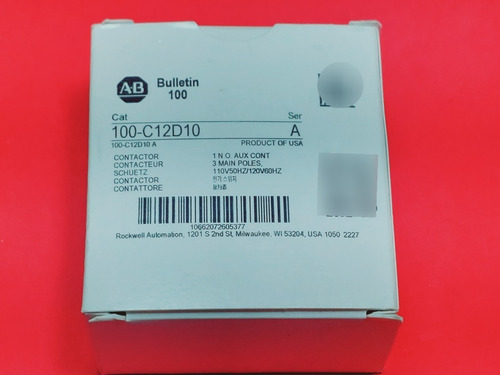 A-B
Bulletin
100
Cat Ser
100-C12D10 A
100-C12D10 A PRODUCT OF USA
CONTACTOR 1 N.O. AUX CONT
CONTACTEUR 3 MAIN POLES,
SCHUETZ 110V50HZ/120V60HZ
CONTACTOR
CONTATTORE
10662072605377
Rockwell Automation, 1201 S 2nd St, Milwaukee, WI 53204, USA 1050 2227